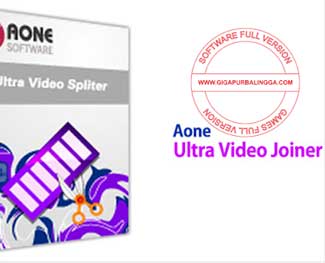 AONE
SOFTWARE
Ultra Video Spliter
SOFTWARE FULL VERSION
WWW.GIGAPURBALINGGA.COM
GAMES FULL VERSION
Aone
Ultra Video Joiner